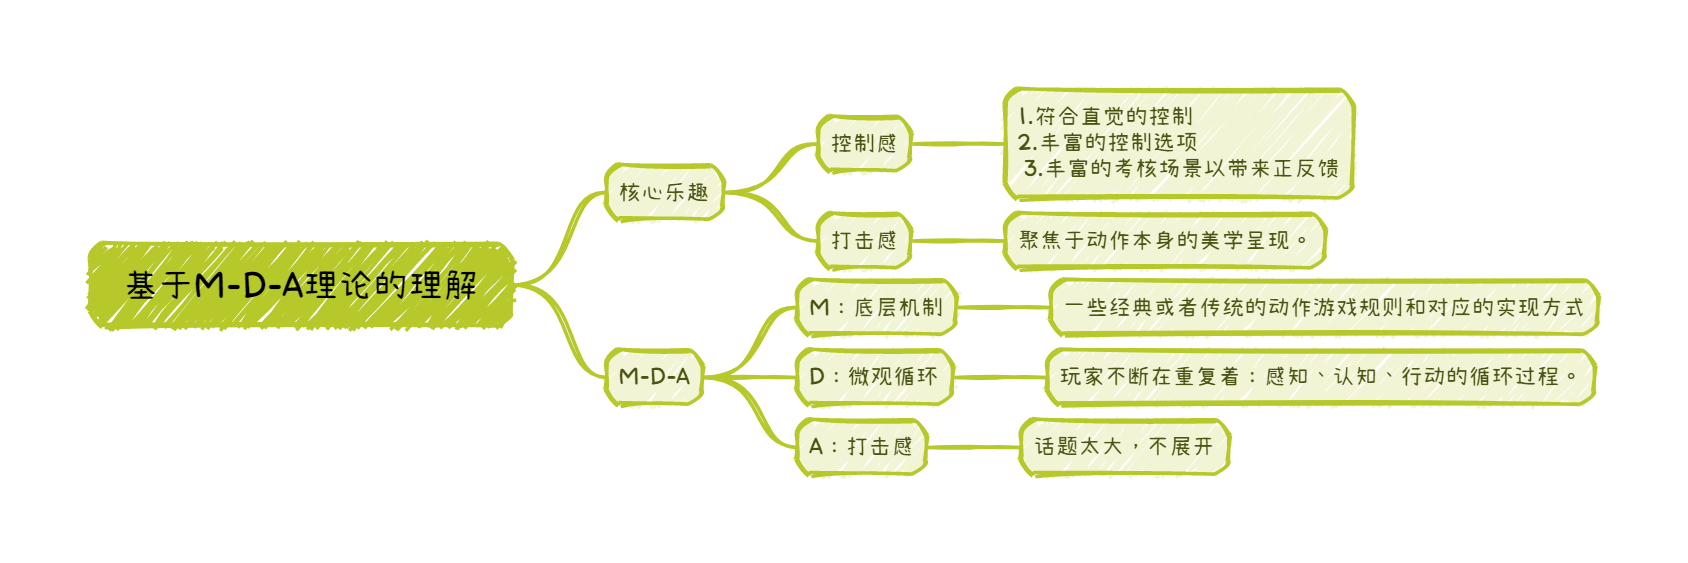 基于M-D-A理论的理解
核心乐趣
控制感
1.符合直觉的控制
2.丰富的控制选项
3.丰富的考核场景以带来正反馈
打击感
聚焦于动作本身的美学呈现。
M-D-A
M：底层机制
一些经典或者传统的动作游戏规则和对应的实现方式
D：微观循环
玩家不断在重复着：感知、认知、行动的循环过程。
A：打击感
话题太大，不展开